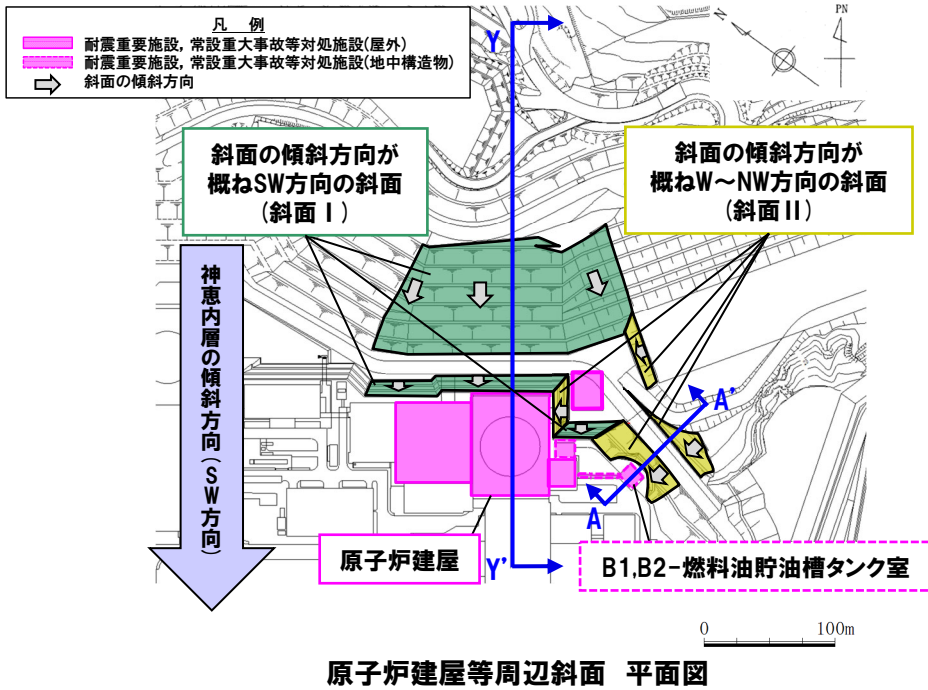 凡 例
耐震重要施設，常設重大事故等対処施設(屋外)
耐震重要施設，常設重大事故等対処施設(地中構造物)
斜面の傾斜方向
PN
Y
斜面の傾斜方向が
概ねSW方向の斜面
(斜面Ⅰ)
斜面の傾斜方向が
概ねW～NW方向の斜面
(斜面II)
神恵内層の傾斜方向(SW方向)
A'
A
原子炉建屋
Y'
B1,B2-燃料油貯油槽タンク室
0 100m
原子炉建屋等周辺斜面 平面図